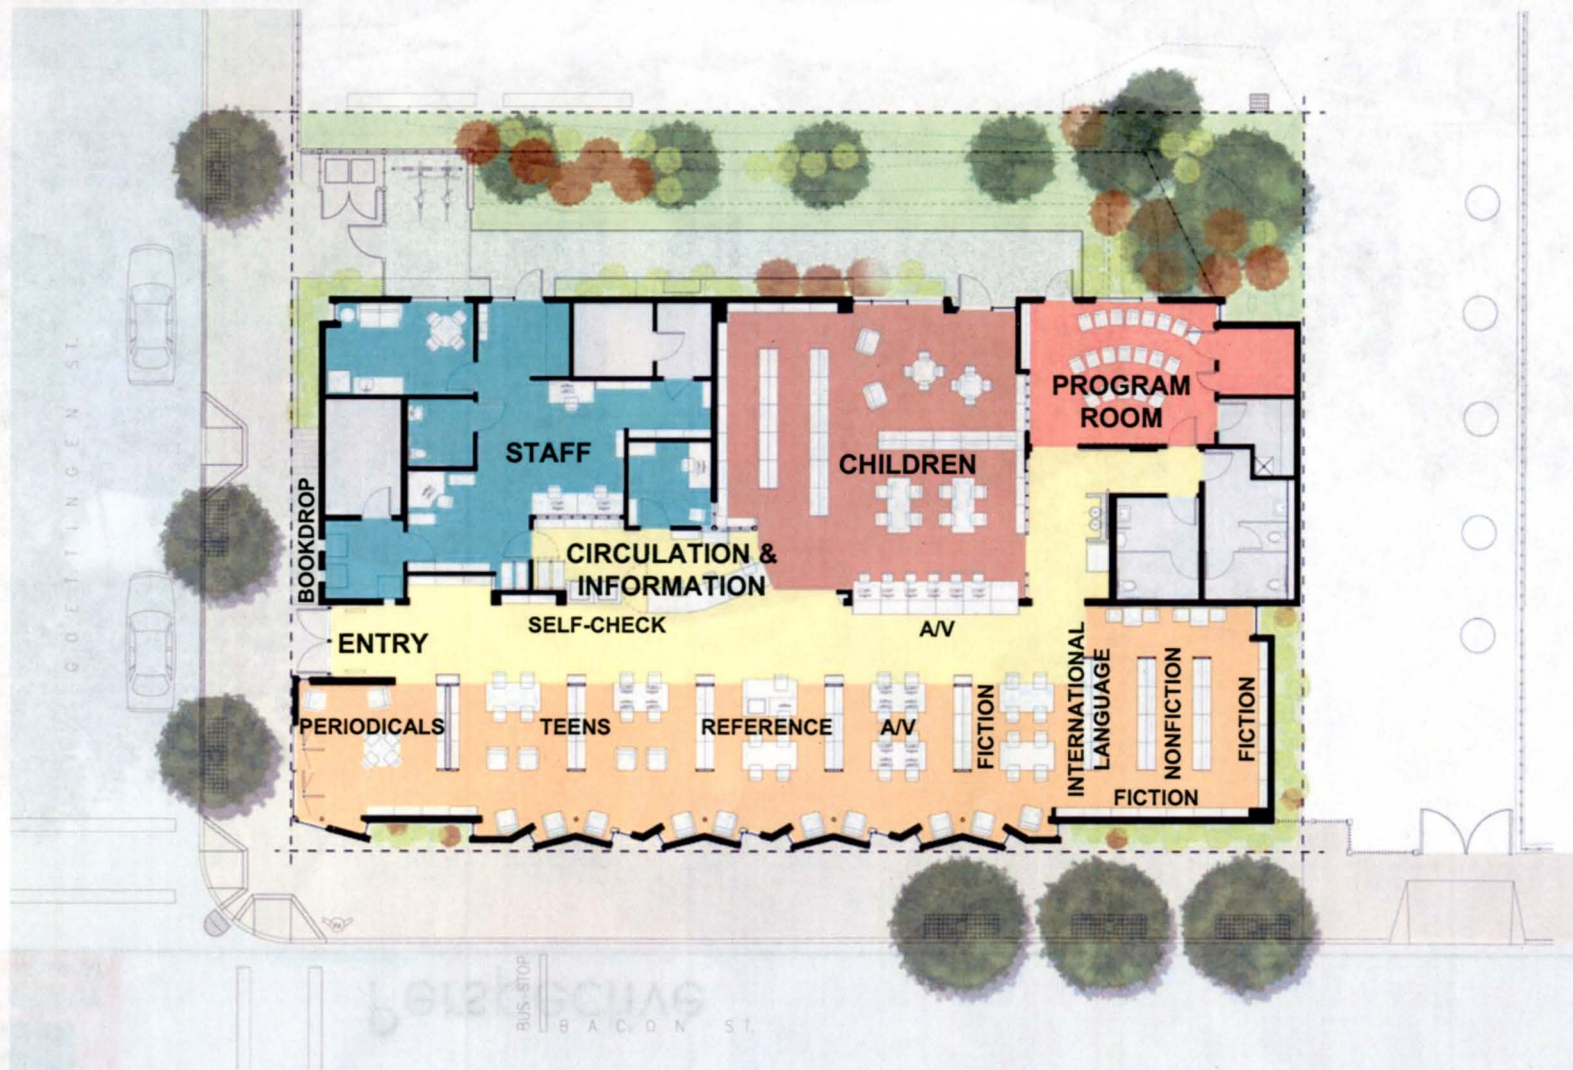 GOETTINGEN ST.
PROGRAM
ROOM
STAFF
CHILDREN
BOOKDROP
CIRCULATION &
INFORMATION
SELF-CHECK
ENTRY
A/V
PERIODICALS
TEENS
REFERENCE
A/V
FICTION
INTERNATIONAL
LANGUAGE
NONFICTION
FICTION
FICTION
Perspective
BUS STOP
BACON ST.